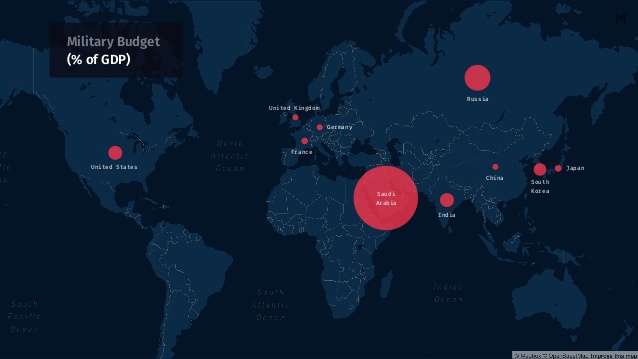 Military Budget
(% of GDP)
M
Russia
United Kingdom
Germany
France
North
Atlantic
Ocean
United States
China
Japan
South
Korea
Saudi
Arabia
India
Indian
Ocean
South
Atlantic
Ocean
South
Pacific
Ocean
© Mapbox © OpenStreetMap Improve this map